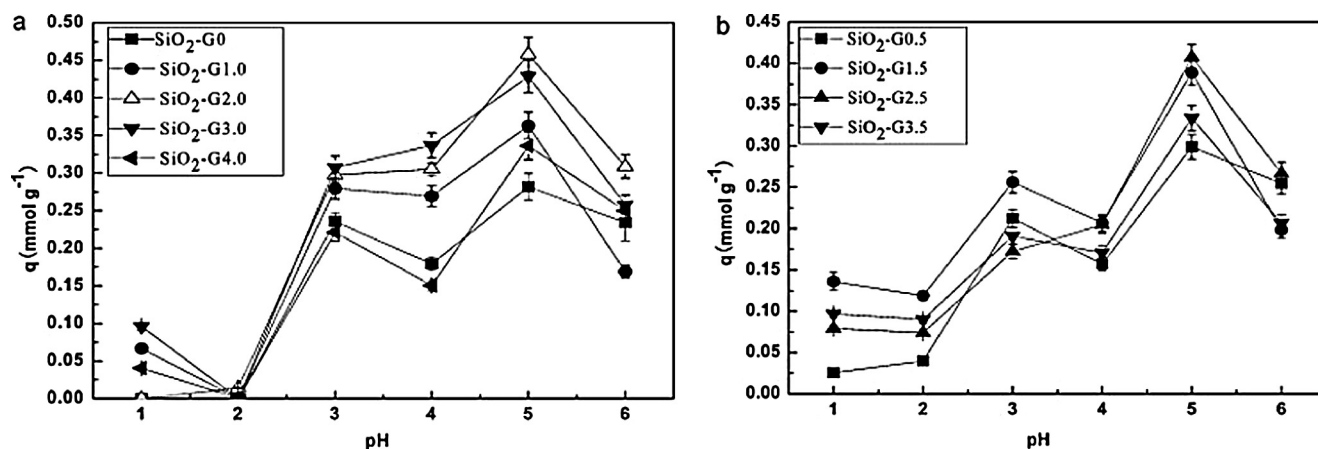 a
SiO2-G0
SiO2-G1.0
SiO2-G2.0
SiO2-G3.0
SiO2-G4.0
q (mmol g-1)
0.50
0.45
0.40
0.35
0.30
0.25
0.20
0.15
0.10
0.05
0.00
1 2 3 4 5 6
pH
b
SiO2-G0.5
SiO2-G1.5
SiO2-G2.5
SiO2-G3.5
q (mmol g-1)
0.45
0.40
0.35
0.30
0.25
0.20
0.15
0.10
0.05
0.00
1 2 3 4 5 6
pH